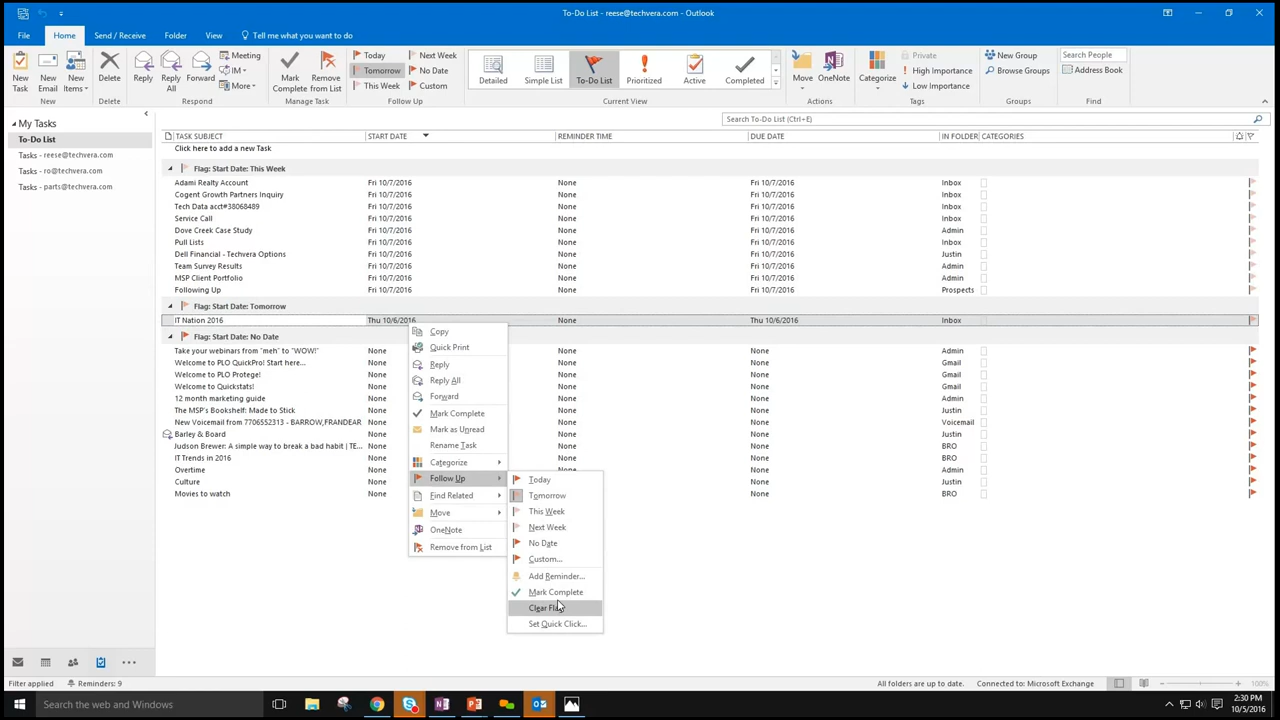 To-Do List - reese@techvera.com - Outlook
File Home Send / Receive Folder View Tell me what you want to do...
New Task New Email New Items Delete Reply Reply All Forward Meeting IM More Mark Complete Remove from List Today Tomorrow This Week Next Week No Date Custom Detailed Simple List To-Do List Prioritized Active Completed Move OneNote Categorize Private High Importance Low Importance New Group Browse Groups Search People Address Book
New Delete Respond Manage Task Follow Up Current View Actions Tags Groups Find
My Tasks
To-Do List
Tasks - reese@techvera.com
Tasks - ro@techvera.com
Tasks - parts@techvera.com
Search To-Do List (Ctrl+E)
TASK SUBJECT START DATE REMINDER TIME DUE DATE IN FOLDER CATEGORIES
Click here to add a new Task
Flag: Start Date: This Week
Adami Realty Account Fri 10/7/2016 None Fri 10/7/2016 Inbox
Cogent Growth Partners Inquiry Fri 10/7/2016 None Fri 10/7/2016 Inbox
Tech Data acct#38068489 Fri 10/7/2016 None Fri 10/7/2016 Inbox
Service Call Fri 10/7/2016 None Fri 10/7/2016 Inbox
Dove Creek Case Study Fri 10/7/2016 None Fri 10/7/2016 Admin
Pull Lists Fri 10/7/2016 None Fri 10/7/2016 Inbox
Dell Financial - Techvera Options Fri 10/7/2016 None Fri 10/7/2016 Justin
Team Survey Results Fri 10/7/2016 None Fri 10/7/2016 Admin
MSP Client Portfolio Fri 10/7/2016 None Fri 10/7/2016 Admin
Following Up Fri 10/7/2016 None Fri 10/7/2016 Prospects
Flag: Start Date: Tomorrow
IT Nation 2016 Thu 10/6/2016 None Thu 10/6/2016 Inbox
Flag: Start Date: No Date
Take your webinars from "meh" to "WOW!" None None None Admin
Welcome to PLO QuickPro! Start here... None None None Gmail
Welcome to PLO Protege! None None None Gmail
Welcome to Quickstats! None None None Gmail
12 month marketing guide None None None Admin
The MSP's Bookshelf: Made to Stick None None Justin
New Voicemail from 7706552313 - BARROW,FRANDEAR None None Voicemail
Barley & Board None None Justin
Judson Brewer: A simple way to break a bad habit | TE... None None BRO
IT Trends in 2016 None None BRO
Overtime None None Admin
Culture None None Justin
Movies to watch None None BRO
Copy
Quick Print
Reply
Reply All
Forward
Mark Complete
Mark as Unread
Rename Task
Categorize
Follow Up
Find Related
Move
OneNote
Remove from List
Today
Tomorrow
This Week
Next Week
No Date
Custom...
Add Reminder...
Mark Complete
Clear Flag
Set Quick Click...
Filter applied Reminders: 9 All folders are up to date. Connected to: Microsoft Exchange 100%
Search the web and Windows
2:30 PM
10/5/2016